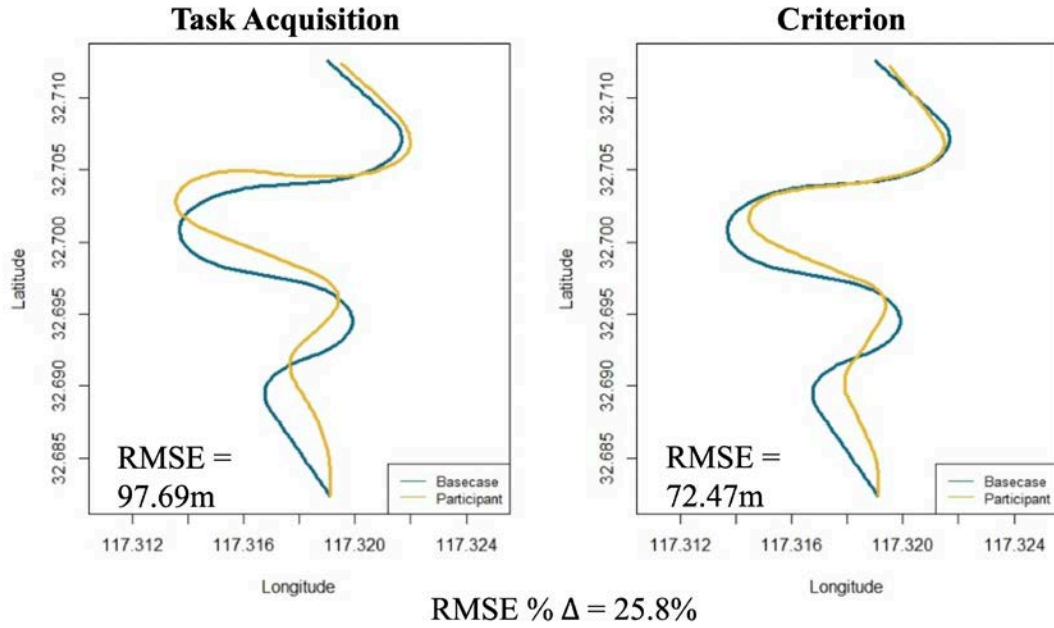 Task Acquisition
Latitude
32.710
32.705
32.700
32.695
32.690
32.685
RMSE =
97.69m
Basecase
Participant
117.312
117.316
117.320
117.324
Longitude
Criterion
Latitude
32.710
32.705
32.700
32.695
32.690
32.685
RMSE =
72.47m
Basecase
Participant
117.312
117.316
117.320
117.324
Longitude
RMSE % Δ = 25.8%